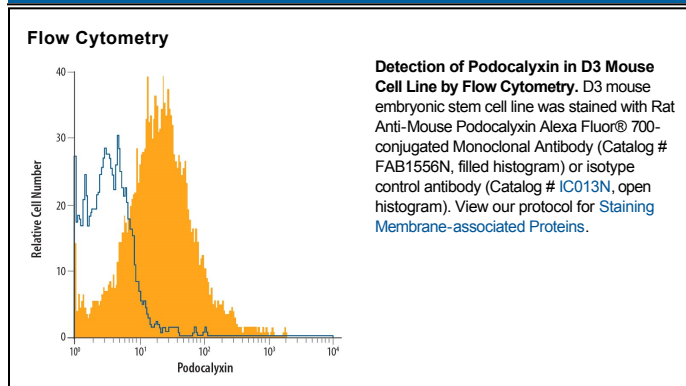 Flow Cytometry
40
30
20
10
0
Relative Cell Number
10⁰ 10¹ 10² 10³ 10⁴
Podocalyxin
Detection of Podocalyxin in D3 Mouse
Cell Line by Flow Cytometry. D3 mouse
embryonic stem cell line was stained with Rat
Anti-Mouse Podocalyxin Alexa Fluor® 700-
conjugated Monoclonal Antibody (Catalog #
FAB1556N, filled histogram) or isotype
control antibody (Catalog # IC013N, open
histogram). View our protocol for Staining
Membrane-associated Proteins.